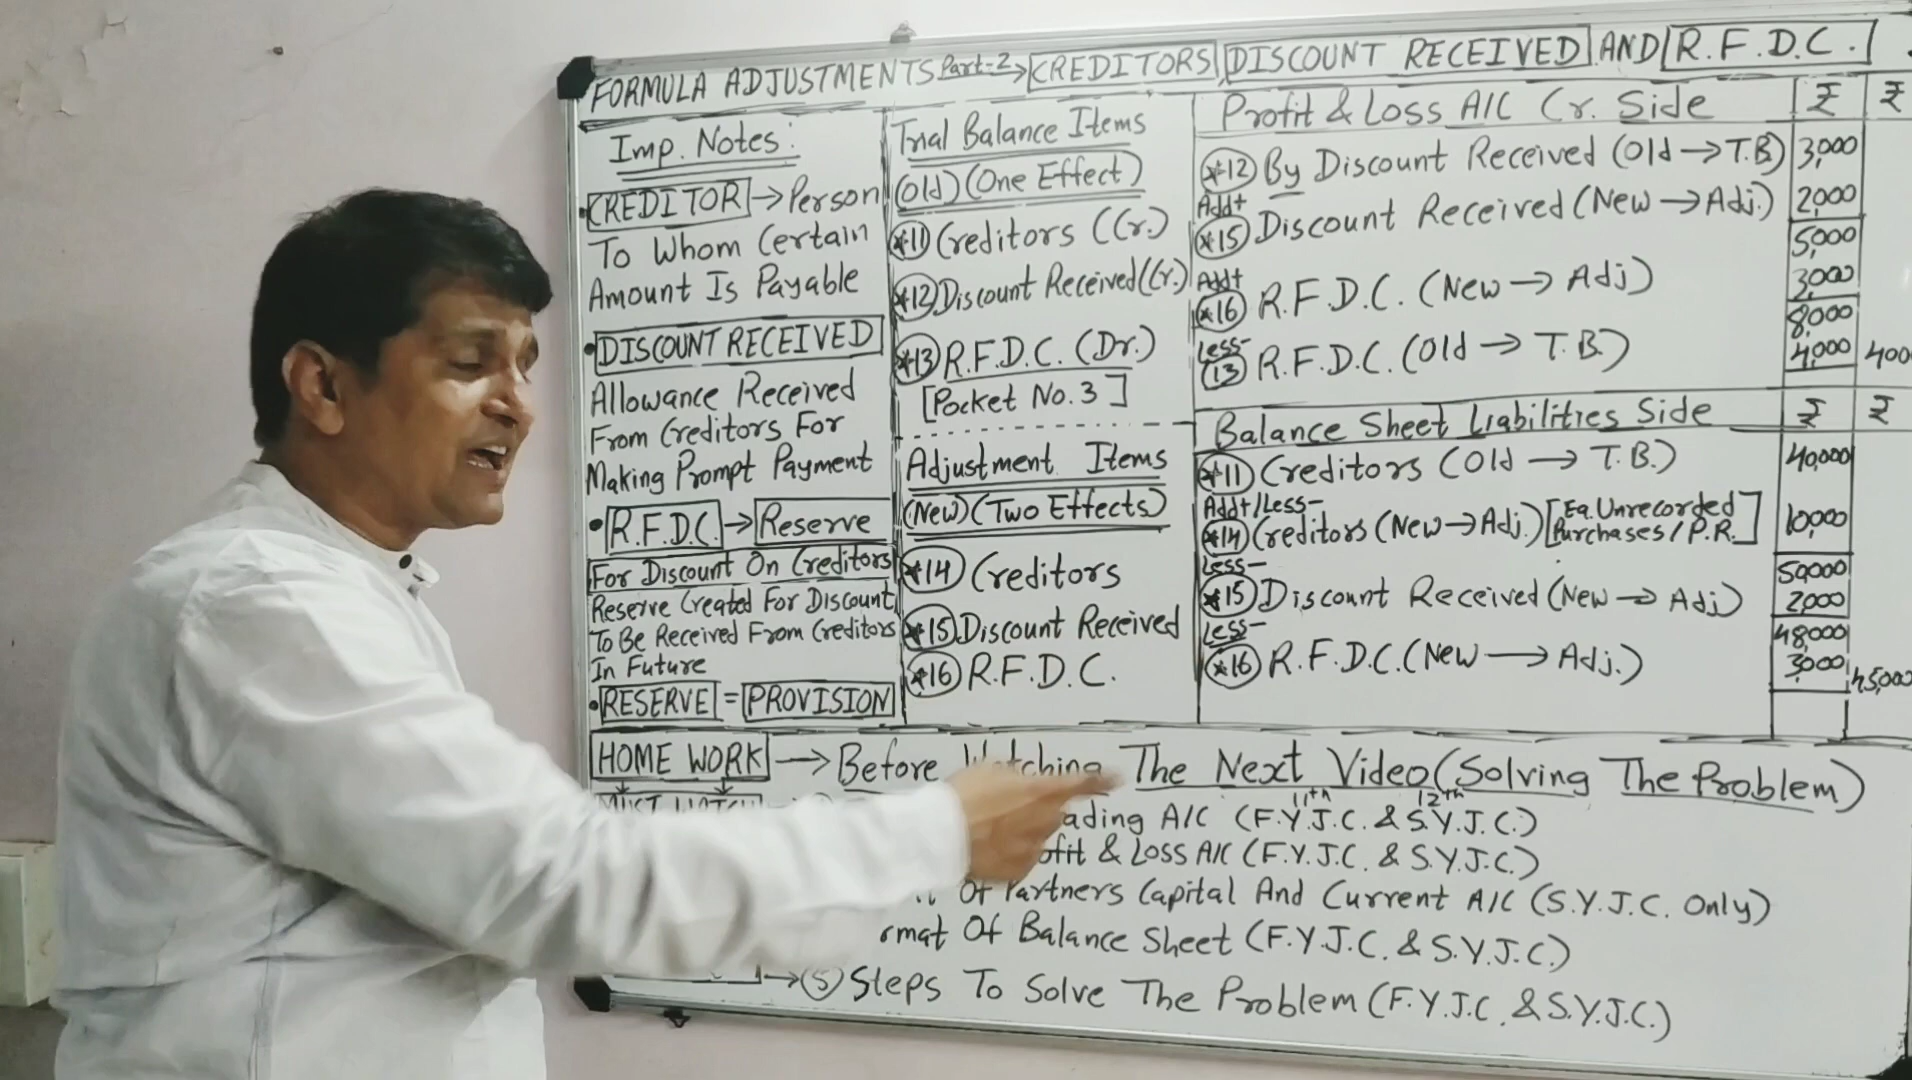 FORMULA ADJUSTMENTS Part-2 → CREDITORS, DISCOUNT RECEIVED AND R.F.D.C.
Imp. Notes:
• CREDITOR → Person
To Whom Certain
Amount Is Payable
• DISCOUNT RECEIVED
Allowance Received
From Creditors For
Making Prompt Payment
• R.F.D.C. → Reserve
For Discount On Creditors
Reserve Created For Discount
To Be Received From Creditors
In Future
• RESERVE = PROVISION
Trial Balance Items
(Old) (One Effect)
*11 Creditors (Cr.)
*12 Discount Received (Cr.)
*13 R.F.D.C. (Dr.)
[Pocket No. 3]
Adjustment Items
(New) (Two Effects)
*14 Creditors
*15 Discount Received
*16 R.F.D.C.
Profit & Loss A/C Cr. Side ₹ ₹
*12 By Discount Received (Old → T.B) 3,000
Add+
*15 Discount Received (New → Adj.) 2,000
5,000
Add+
*16 R.F.D.C. (New → Adj) 3,000
8,000
Less-
13 R.F.D.C. (Old → T.B.) 4,000 400
Balance Sheet Liabilities Side ₹ ₹
*11 Creditors (Old → T.B.) 40,000
Add+/Less-
*14 Creditors (New → Adj.) [Eg. Unrecorded Purchases / P.R.] 10,000
50,000
Less-
*15 Discount Received (New → Adj) 2,000
48,000
Less-
*16 R.F.D.C. (New → Adj.) 3,000 45,000
HOME WORK → Before Watching The Next Video (Solving The Problem)
MUST WATCH
ading A/C (F.Y.J.C. 11th & S.Y.J.C. 12th)
ofit & Loss A/C (F.Y.J.C. & S.Y.J.C.)
Of Partners Capital And Current A/C (S.Y.J.C. Only)
rmat Of Balance Sheet (F.Y.J.C. & S.Y.J.C.)
→ 5 Steps To Solve The Problem (F.Y.J.C. & S.Y.J.C.)